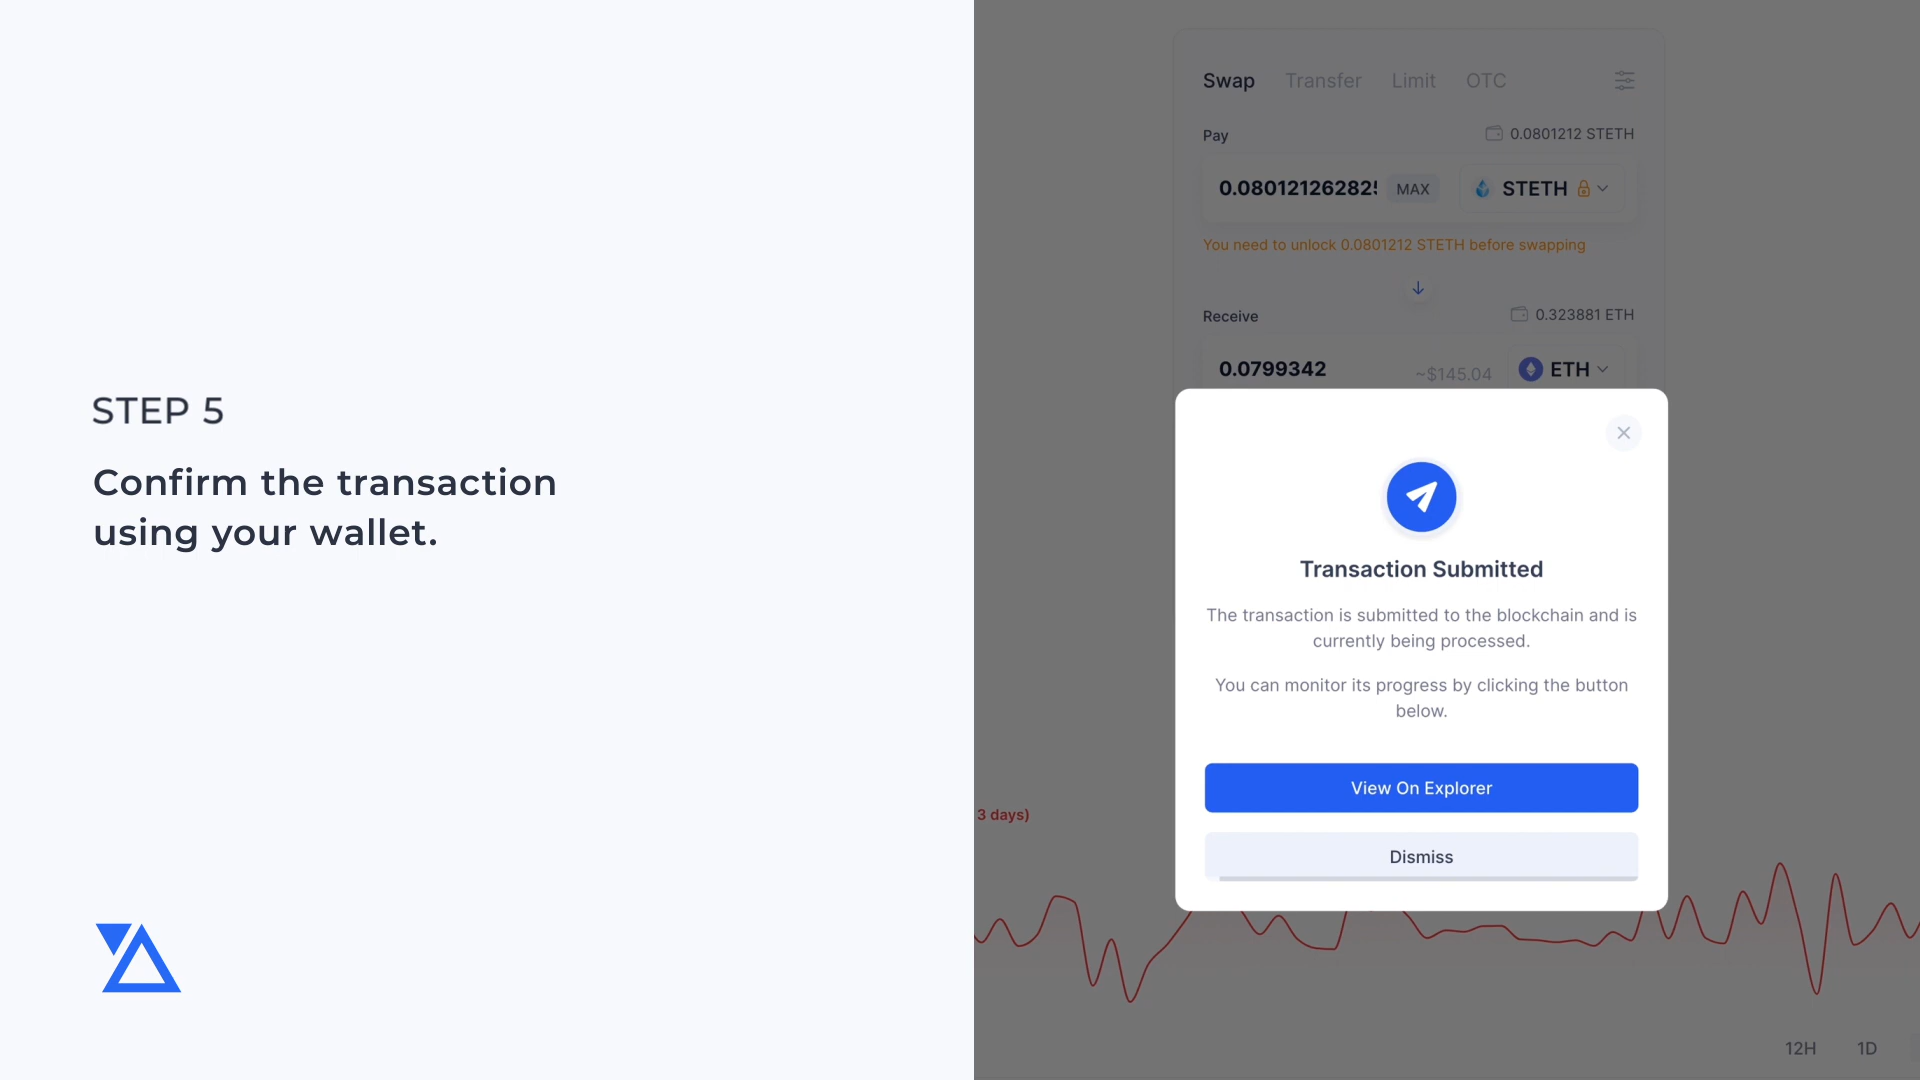 STEP 5
Confirm the transaction
using your wallet.
Swap Transfer Limit OTC
Pay 0.0801212 STETH
MAX STETH
You need to unlock 0.0801212 STETH before swapping
Receive 0.323881 ETH
0.0799342 ~$145.04 ETH
Transaction Submitted
The transaction is submitted to the blockchain and is
currently being processed.
You can monitor its progress by clicking the button
below.
View On Explorer
3 days)
Dismiss
12H 1D